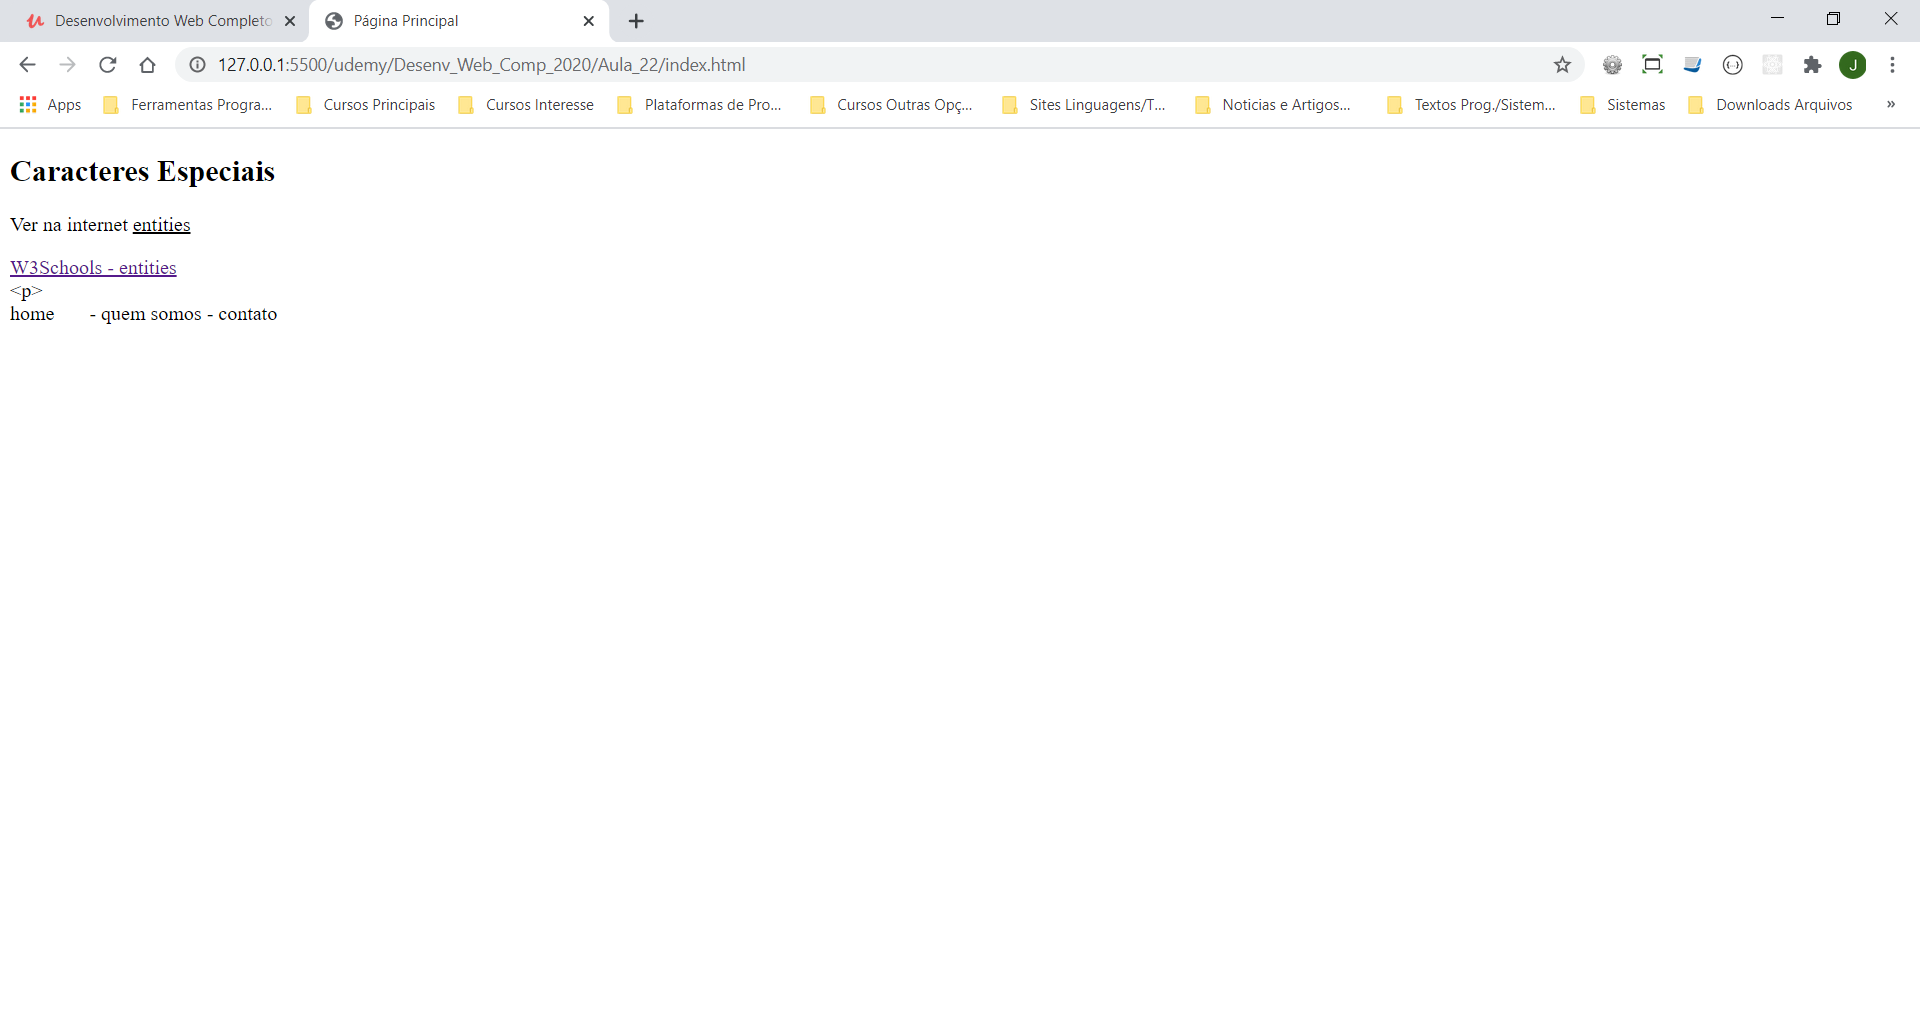 Desenvolvimento Web Completo
Página Principal
127.0.0.1:5500/udemy/Desenv_Web_Comp_2020/Aula_22/index.html
J
Apps
Ferramentas Progra...
Cursos Principais
Cursos Interesse
Plataformas de Pro...
Cursos Outras Opç...
Sites Linguagens/T...
Noticias e Artigos...
Textos Prog./Sistem...
Sistemas
Downloads Arquivos
»
Caracteres Especiais
Ver na internet entities
W3Schools - entities
<p>
home - quem somos - contato